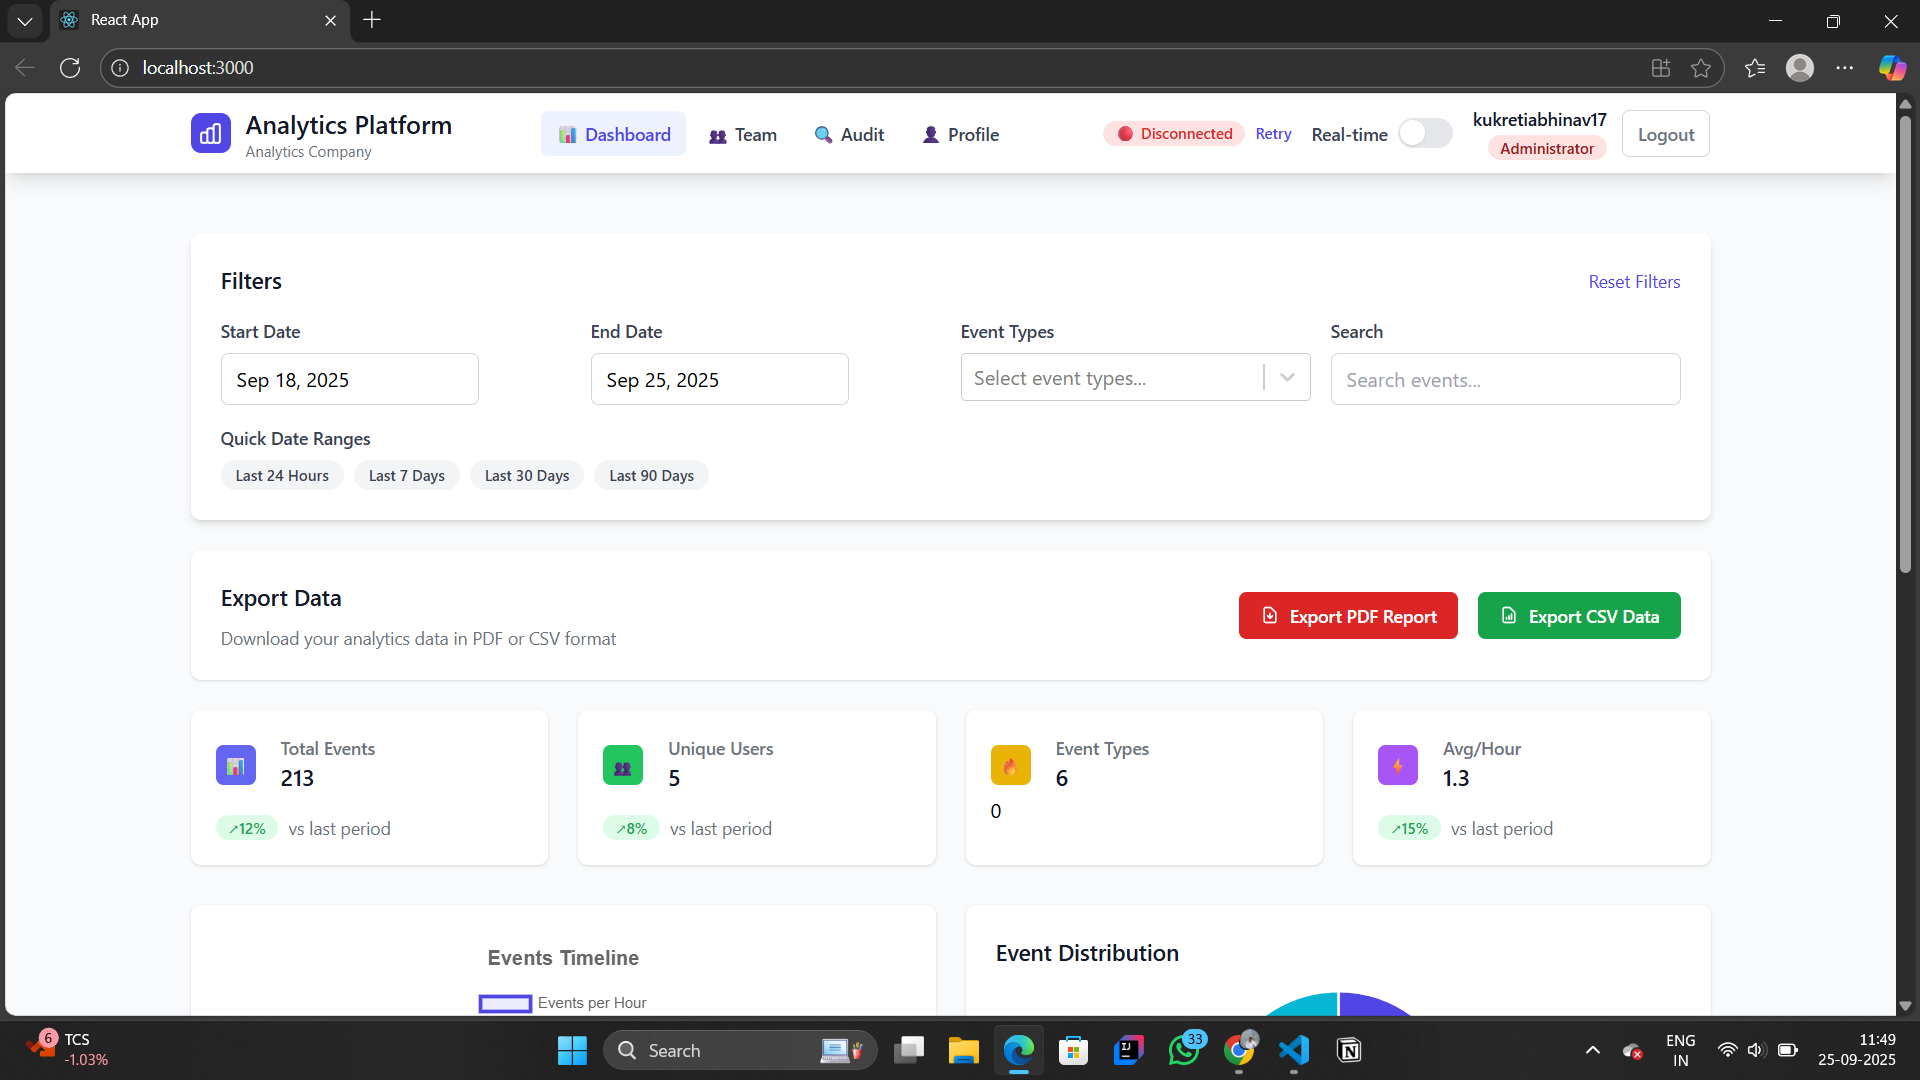 React App
localhost:3000
Analytics Platform
Analytics Company
Dashboard
Team
Audit
Profile
Disconnected
Retry
Real-time
kukretiabhinav17
Administrator
Logout
Filters
Reset Filters
Start Date
End Date
Event Types
Search
Sep 18, 2025
Sep 25, 2025
Select event types...
Search events...
Quick Date Ranges
Last 24 Hours
Last 7 Days
Last 30 Days
Last 90 Days
Export Data
Download your analytics data in PDF or CSV format
Export PDF Report
Export CSV Data
Total Events
213
↗12% vs last period
Unique Users
5
↗8% vs last period
Event Types
6
0
Avg/Hour
1.3
↗15% vs last period
Events Timeline
Events per Hour
Event Distribution
6
TCS
-1.03%
Search
IJ
33
N
ENG
IN
11:49
25-09-2025